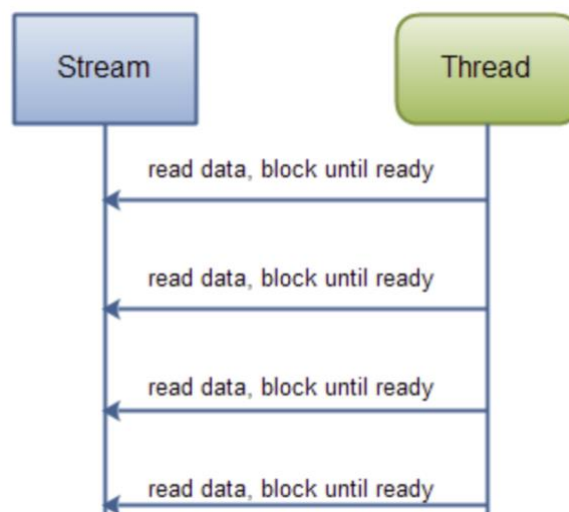 Stream
Thread
read data, block until ready
read data, block until ready
read data, block until ready
read data, block until ready